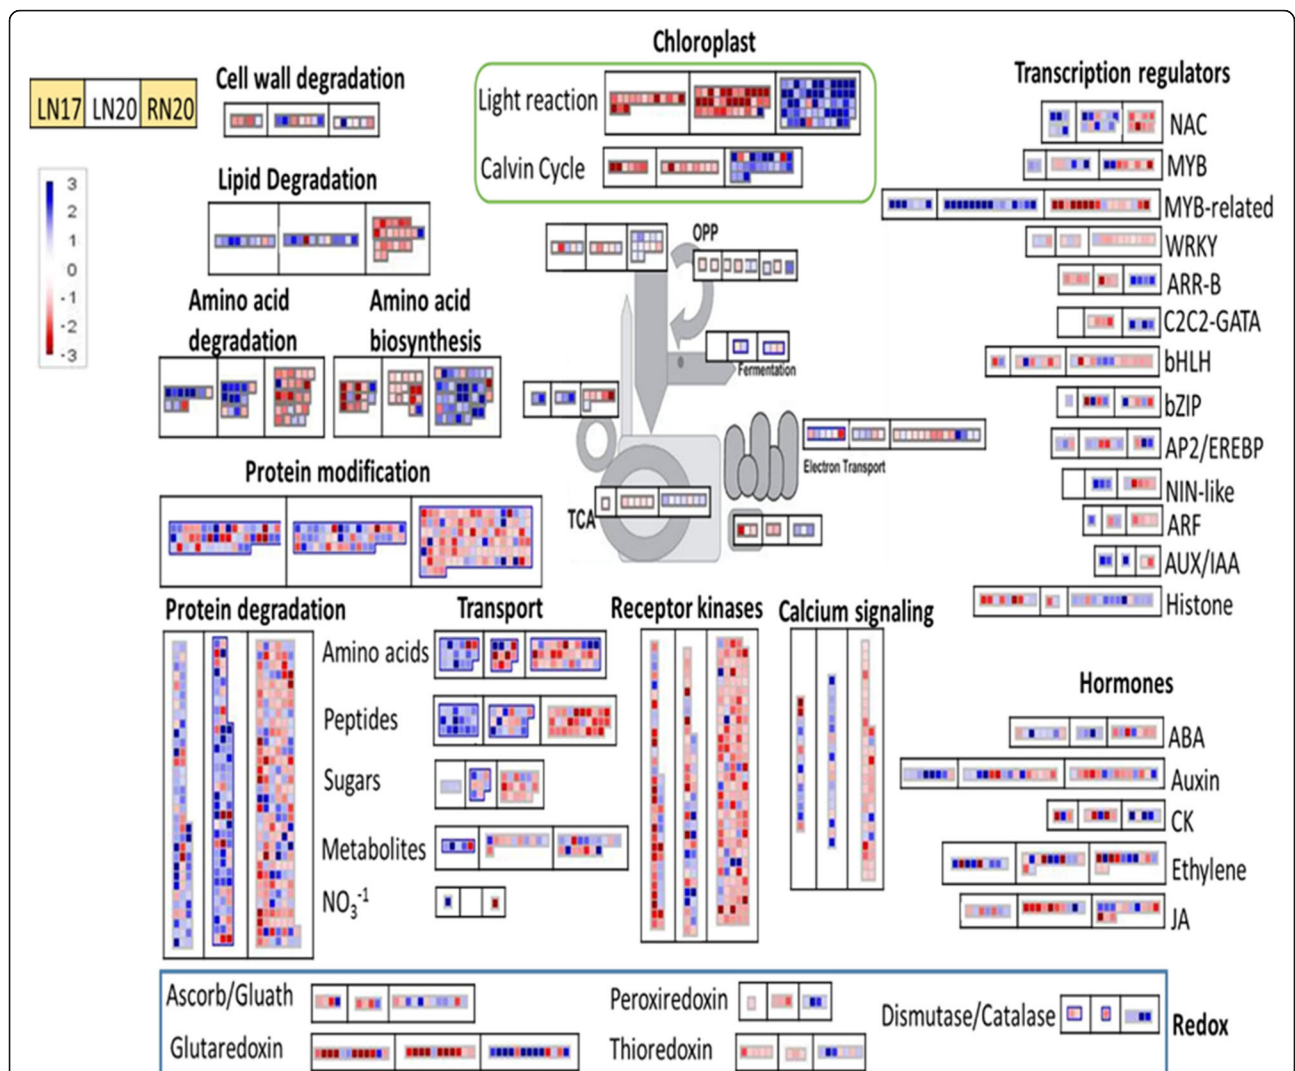 Chloroplast
LN17 LN20 RN20
Cell wall degradation
Light reaction
Calvin Cycle
Transcription regulators
NAC
MYB
MYB-related
WRKY
ARR-B
C2C2-GATA
bHLH
bZIP
AP2/EREBP
NIN-like
ARF
AUX/IAA
Histone
3
2
1
0
- 1
- 2
- 3
Lipid Degradation
OPP
Amino acid
degradation
Amino acid
biosynthesis
Fermentation
Electron Transport
TCA
Protein modification
Protein degradation
Transport
Receptor kinases
Calcium signaling
Amino acids
Peptides
Sugars
Metabolites
NO3-1
Hormones
ABA
Auxin
CK
Ethylene
JA
Ascorb/Gluath
Peroxiredoxin
Dismutase/Catalase
Redox
Glutaredoxin
Thioredoxin